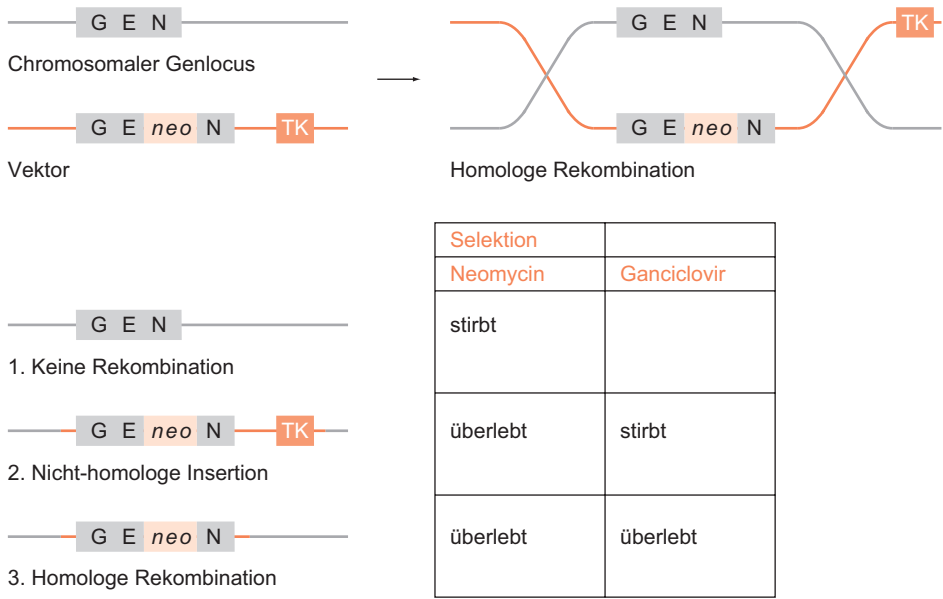 G E N
Chromosomaler Genlocus
G E neo N TK
Vektor
G E N TK
G E neo N
Homologe Rekombination
Selektion
Neomycin Ganciclovir
G E N
1. Keine Rekombination
stirbt
G E neo N TK
2. Nicht-homologe Insertion
überlebt stirbt
G E neo N
3. Homologe Rekombination
überlebt überlebt